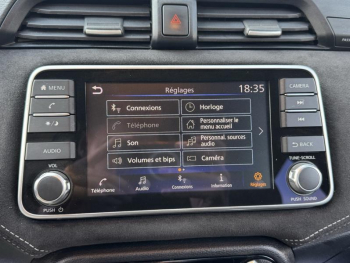 MENU
Réglages
18:35
CAMERA
Connexions
Horloge
Téléphone
Personnaliser le
menu accueil
Son
Personnal. sources
audio
Volumes et bips
Caméra
AUDIO
BACK
VOL
TUNE·SCROLL
Téléphone
Audio
Connexions
Information
Réglages
PUSH
PUSH SOUND